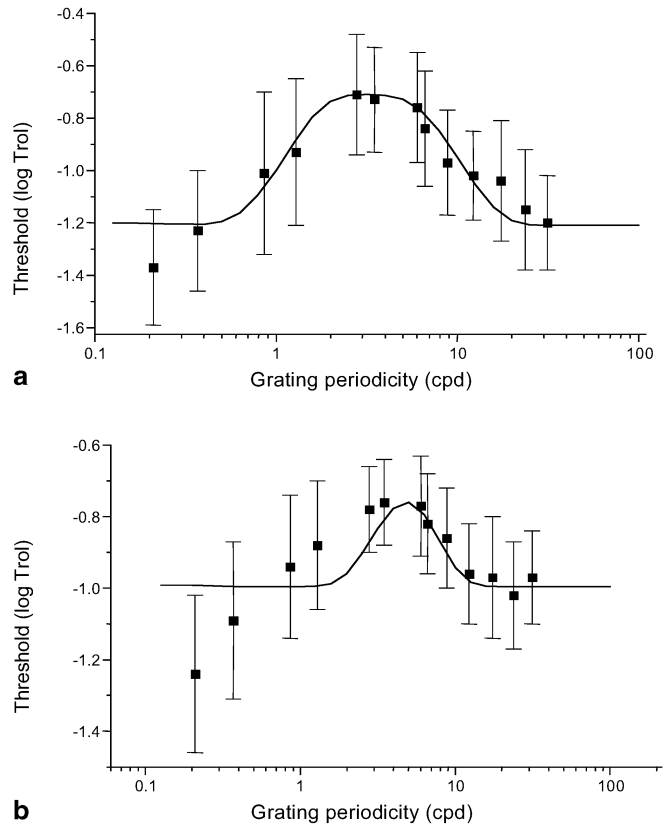 -0.4
-0.6
-0.8
-1.0
-1.2
-1.4
-1.6
Threshold (log Trol)
0.1 1 10 100
Grating periodicity (cpd)
a
-0.6
-0.8
-1.0
-1.2
-1.4
Threshold (log Trol)
0.1 1 10 100
Grating periodicity (cpd)
b